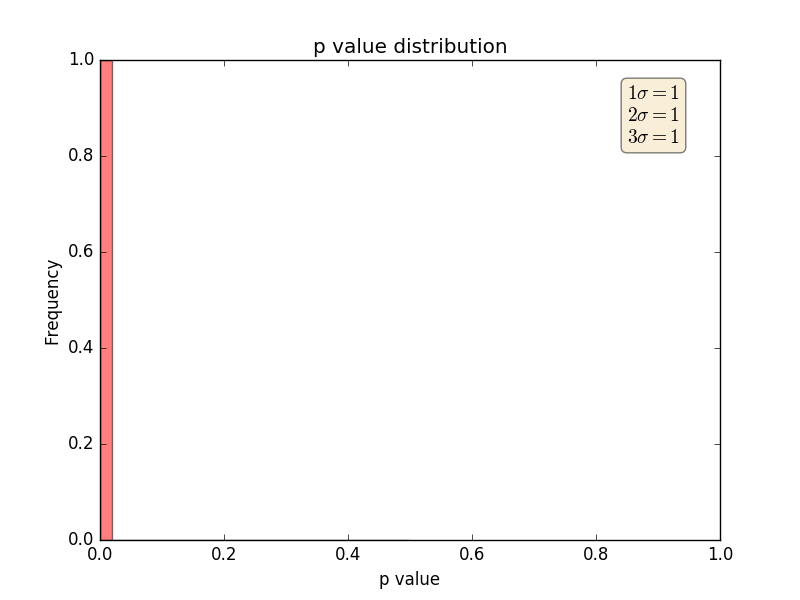 p value distribution
1σ = 1
2σ = 1
3σ = 1
1.0
0.8
0.6
0.4
0.2
0.0
Frequency
0.0 0.2 0.4 0.6 0.8 1.0
p value